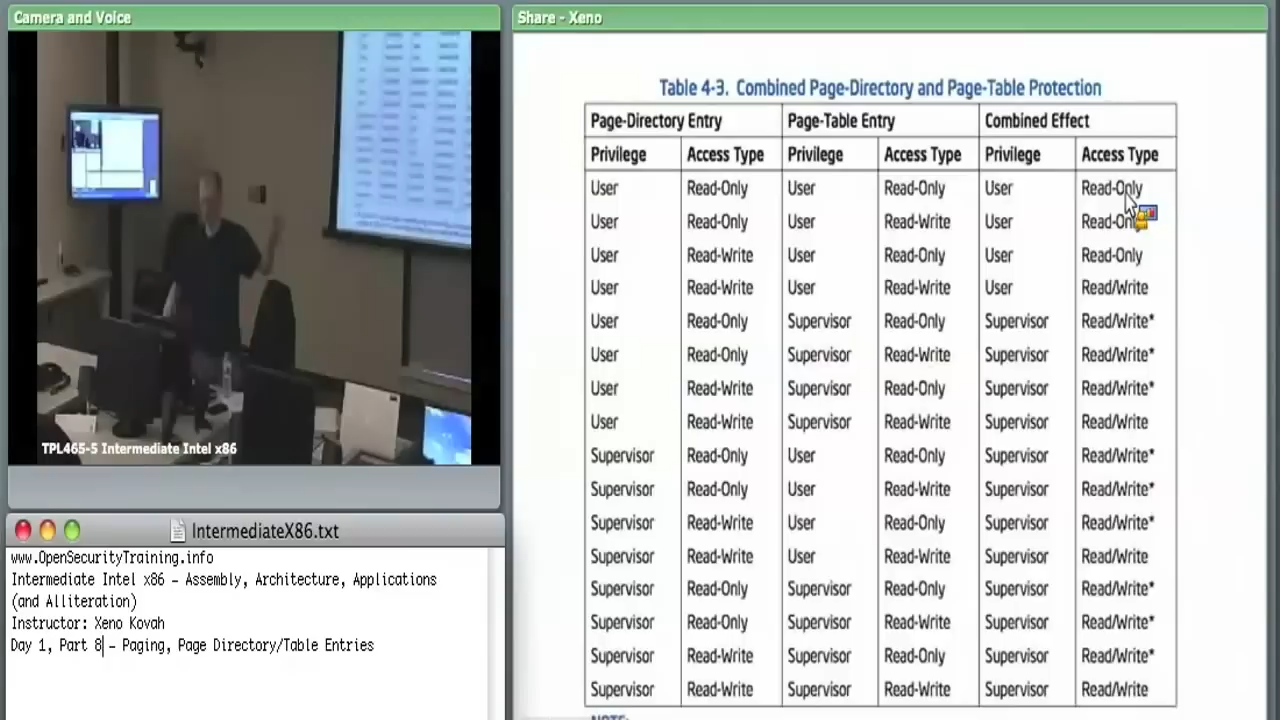 Camera and Voice
TPL465-5 Intermediate Intel x86
IntermediateX86.txt
www.OpenSecurityTraining.info
Intermediate Intel x86 – Assembly, Architecture, Applications
(and Alliteration)
Instructor: Xeno Kovah
Day 1, Part 8 – Paging, Page Directory/Table Entries
Share - Xeno
Table 4-3. Combined Page-Directory and Page-Table Protection
Page-Directory Entry Page-Table Entry Combined Effect
Privilege Access Type Privilege Access Type Privilege Access Type
User Read-Only User Read-Only User Read-Only
User Read-Only User Read-Write User Read-Only
User Read-Write User Read-Only User Read-Only
User Read-Write User Read-Write User Read/Write
User Read-Only Supervisor Read-Only Supervisor Read/Write*
User Read-Only Supervisor Read-Write Supervisor Read/Write*
User Read-Write Supervisor Read-Only Supervisor Read/Write*
User Read-Write Supervisor Read-Write Supervisor Read/Write
Supervisor Read-Only User Read-Only Supervisor Read/Write*
Supervisor Read-Only User Read-Write Supervisor Read/Write*
Supervisor Read-Write User Read-Only Supervisor Read/Write*
Supervisor Read-Write User Read-Write Supervisor Read/Write
Supervisor Read-Only Supervisor Read-Only Supervisor Read/Write*
Supervisor Read-Only Supervisor Read-Write Supervisor Read/Write*
Supervisor Read-Write Supervisor Read-Only Supervisor Read/Write*
Supervisor Read-Write Supervisor Read-Write Supervisor Read/Write